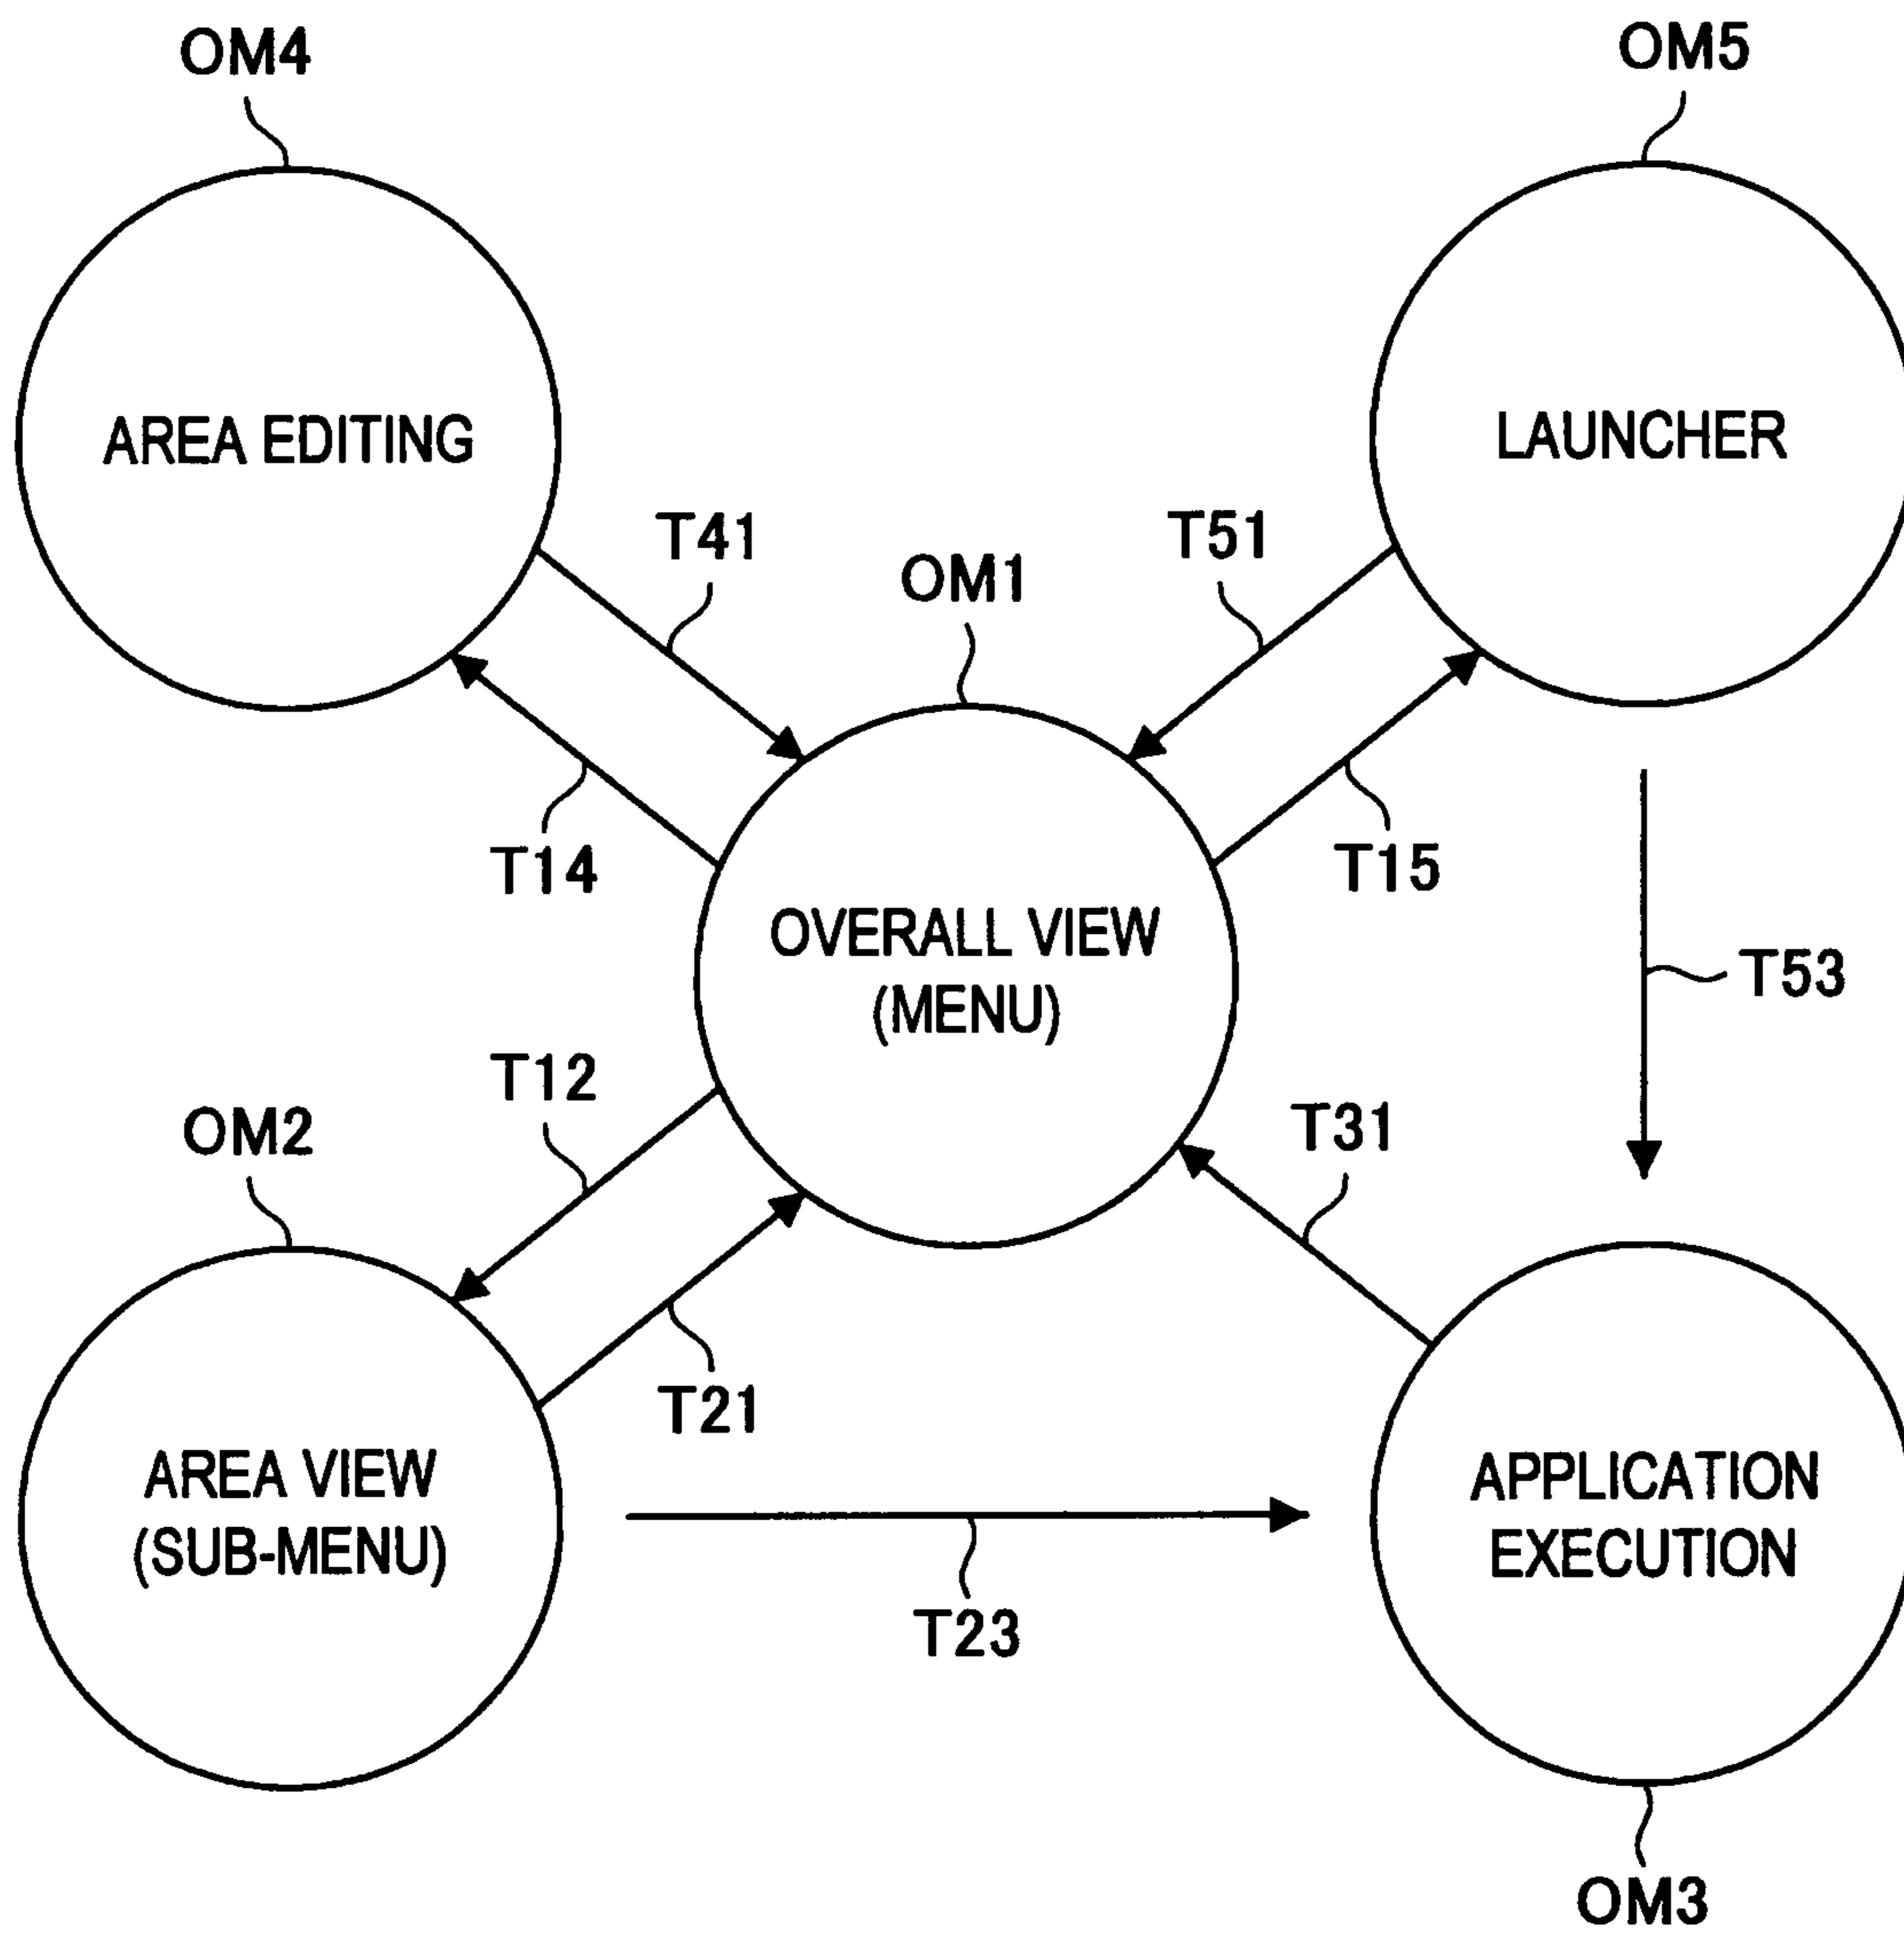 OM4
OM5
AREA EDITING
LAUNCHER
T41
T51
OM1
T14
T15
OVERALL VIEW
(MENU)
T53
T12
OM2
T31
T21
AREA VIEW
(SUB-MENU)
APPLICATION
EXECUTION
T23
OM3